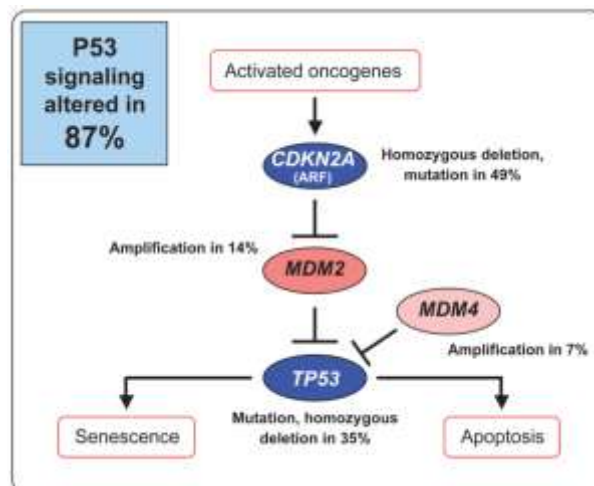 P53
signaling
altered in
87%
Activated oncogenes
CDKN2A
(ARF)
Homozygous deletion,
mutation in 49%
Amplification in 14%
MDM2
MDM4
Amplification in 7%
TP53
Mutation, homozygous
deletion in 35%
Senescence
Apoptosis